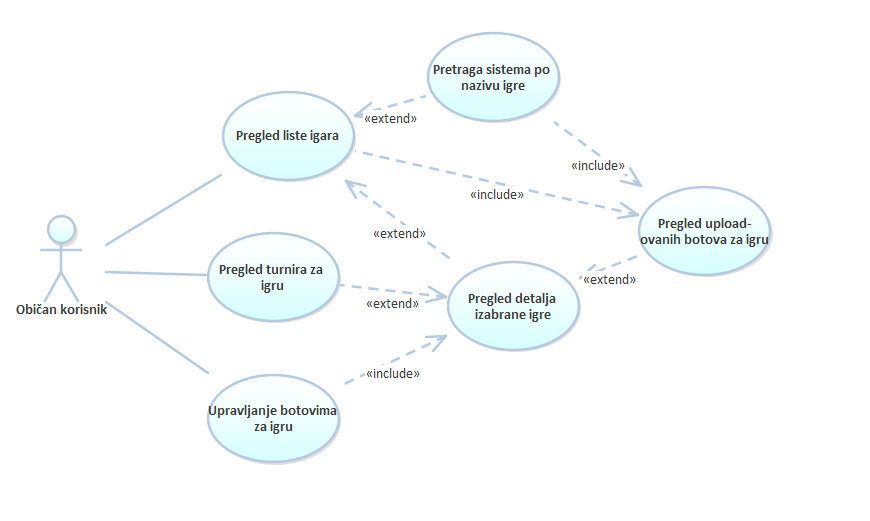 Pretraga sistema po
nazivu igre
«extend»
Pregled liste igara
«include»
«include»
Pregled upload-
ovanih botova za igru
«extend»
Pregled turnira za
igru
«extend»
Pregled detalja
izabrane igre
«extend»
Običan korisnik
«include»
Upravljanje botovima
za igru